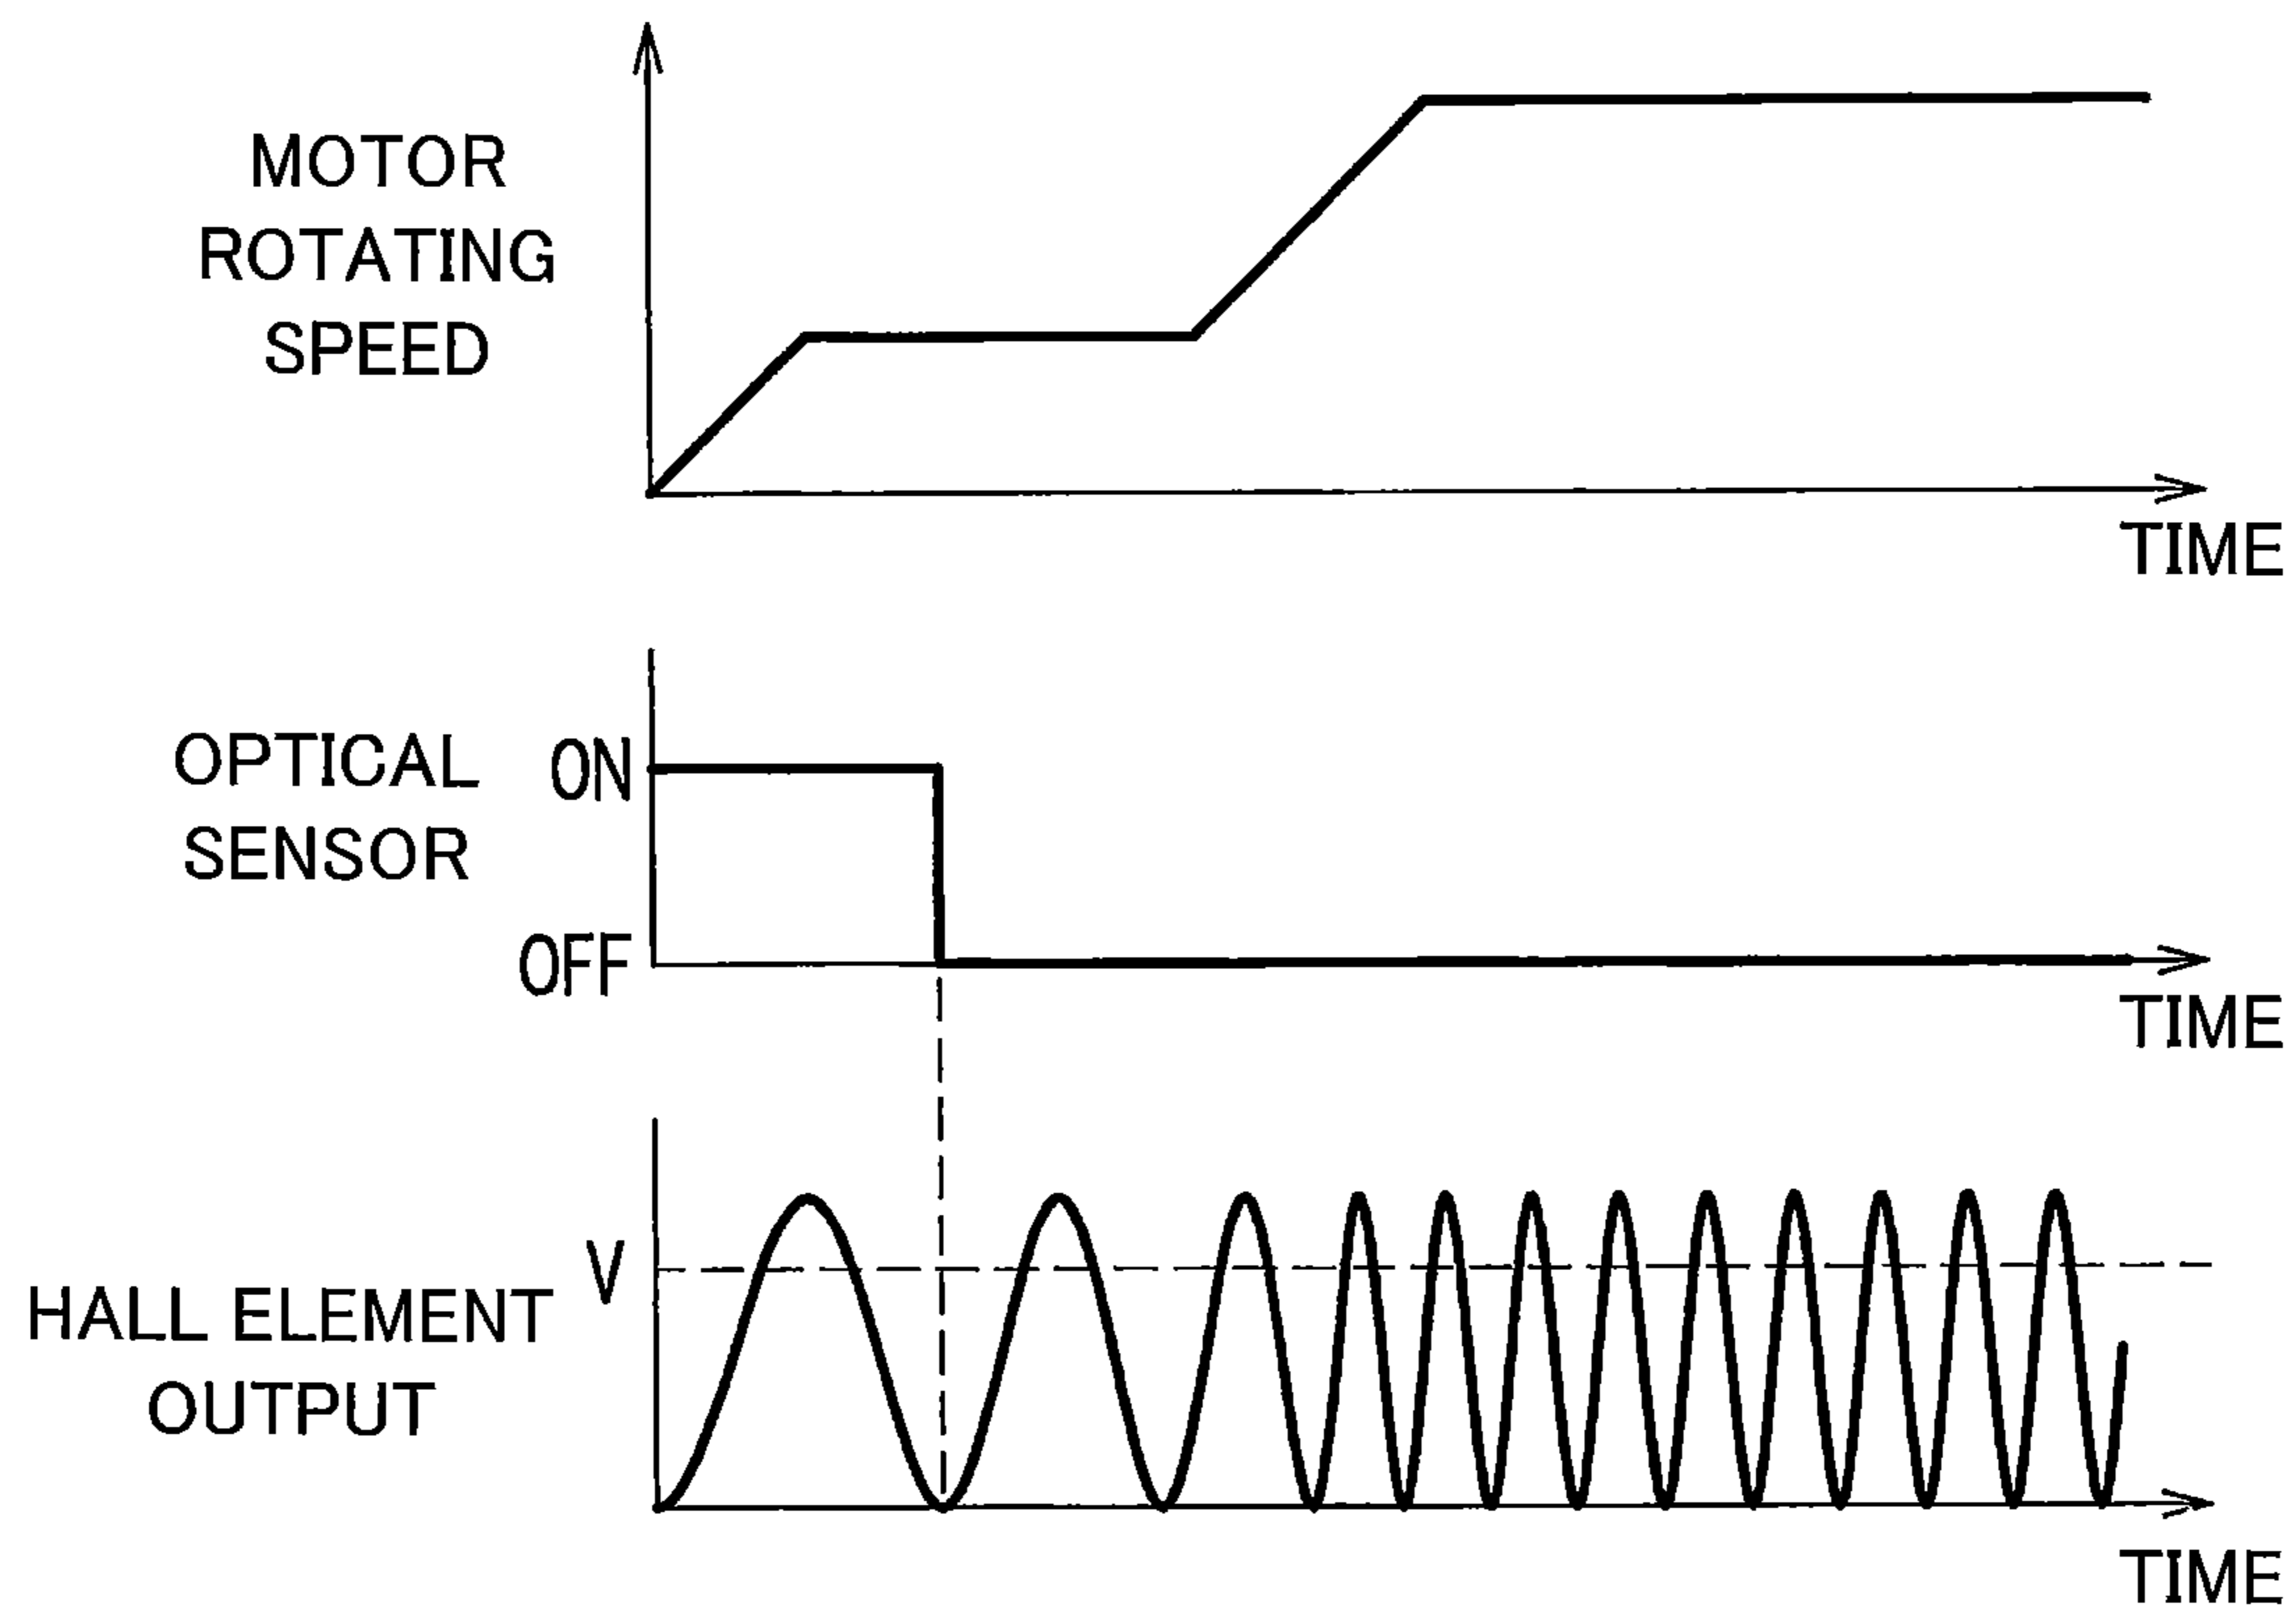 MOTOR
ROTATING
SPEED
TIME
OPTICAL
SENSOR
ON
OFF
TIME
V
HALL ELEMENT
OUTPUT
TIME